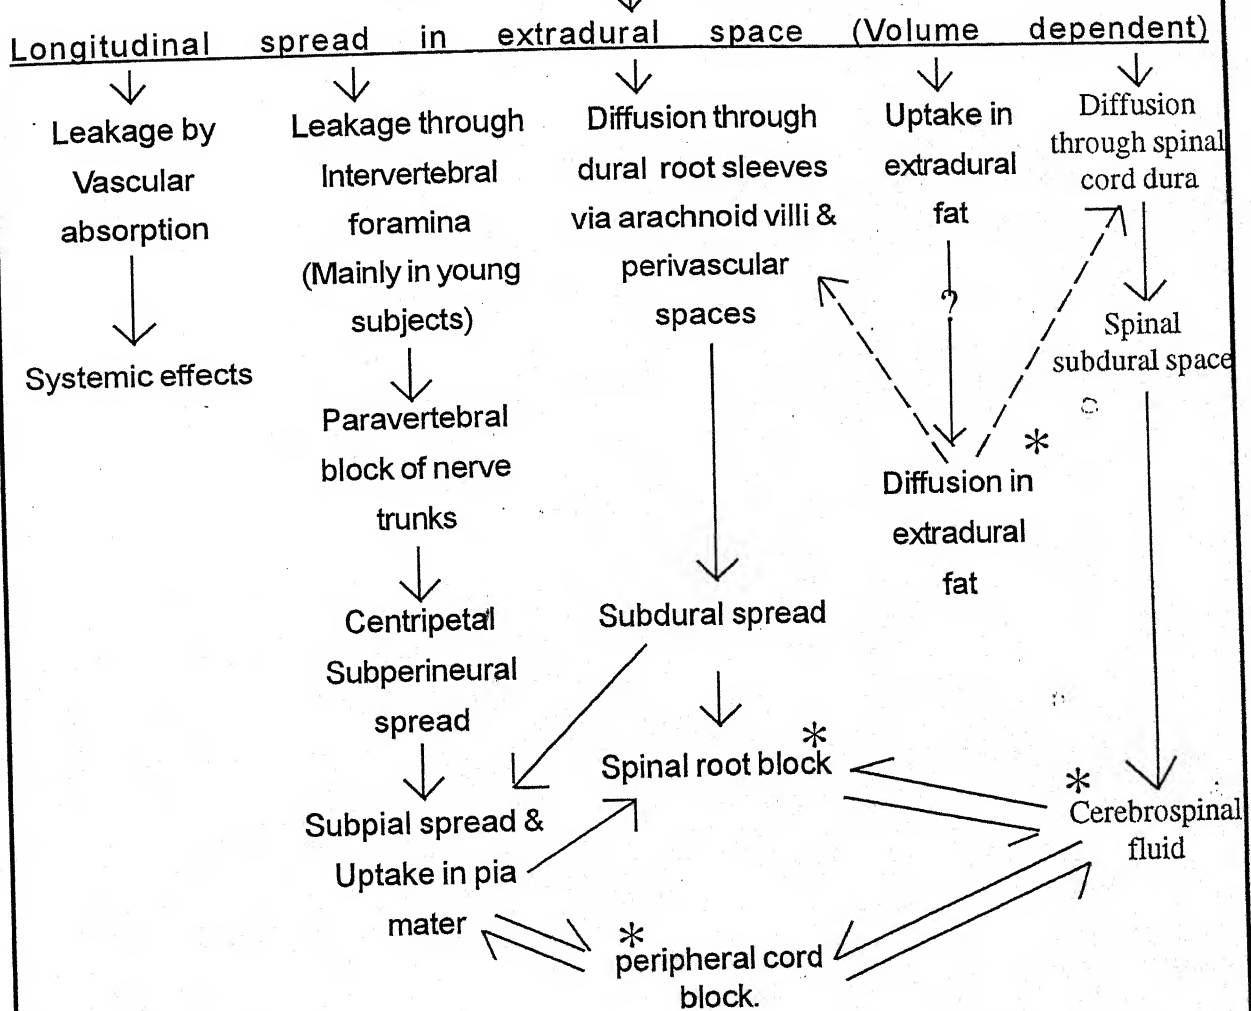 Longitudinal spread in extradural space (Volume dependent)
Leakage by
Vascular
absorption
Systemic effects
Leakage through
Intervertebral
foramina
(Mainly in young
subjects)
Paravertebral
block of nerve
trunks
Centripetal
Subperineural
spread
Subpial spread &
Uptake in pia
mater
Diffusion through
dural root sleeves
via arachnoid villi &
perivascular
spaces
Subdural spread
Spinal root block *
* peripheral cord
block.
Uptake in
extradural
fat
?
*
Diffusion in
extradural
fat
Diffusion
through spinal
cord dura
Spinal
subdural space
*
Cerebrospinal
fluid